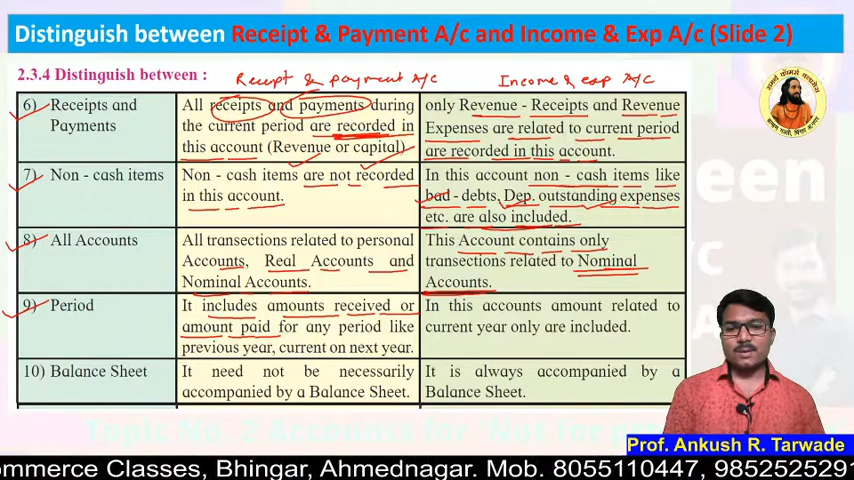 Distinguish between Receipt & Payment A/c and Income & Exp A/c (Slide 2)
2.3.4 Distinguish between :
Receipt & payment A/C
Income & exp A/C
6) Receipts and
Payments
All receipts and payments during
the current period are recorded in
this account (Revenue or capital).
only Revenue - Receipts and Revenue
Expenses are related to current period
are recorded in this account.
7) Non - cash items
Non - cash items are not recorded
in this account.
In this account non - cash items like
bad - debts, Dep. outstanding expenses
etc. are also included.
8) All Accounts
All transections related to personal
Accounts, Real Accounts and
Nominal Accounts.
This Account contains only
transections related to Nominal
Accounts.
9) Period
It includes amounts received or
amount paid for any period like
previous year, current on next year.
In this accounts amount related to
current year only are included.
10) Balance Sheet
It need not be necessarily
accompanied by a Balance Sheet.
It is always accompanied by a
Balance Sheet.
Topic No. 2 Accounts for 'Not for
Prof. Ankush R. Tarwade
ommerce Classes, Bhingar, Ahmednagar. Mob. 8055110447, 9852525291